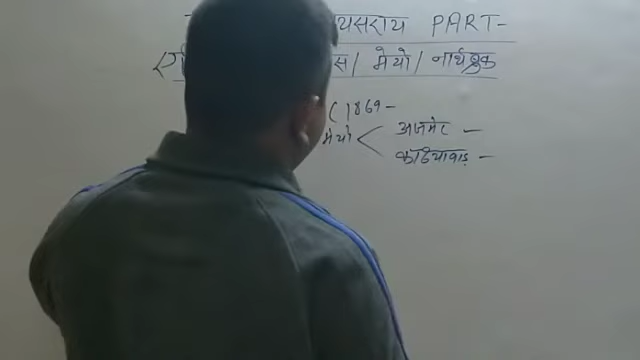 यसराय PART-
स / मेयो / नार्थब्रुक
( 1869 -
मेयो < अजमेर -
काठियावाड़ -